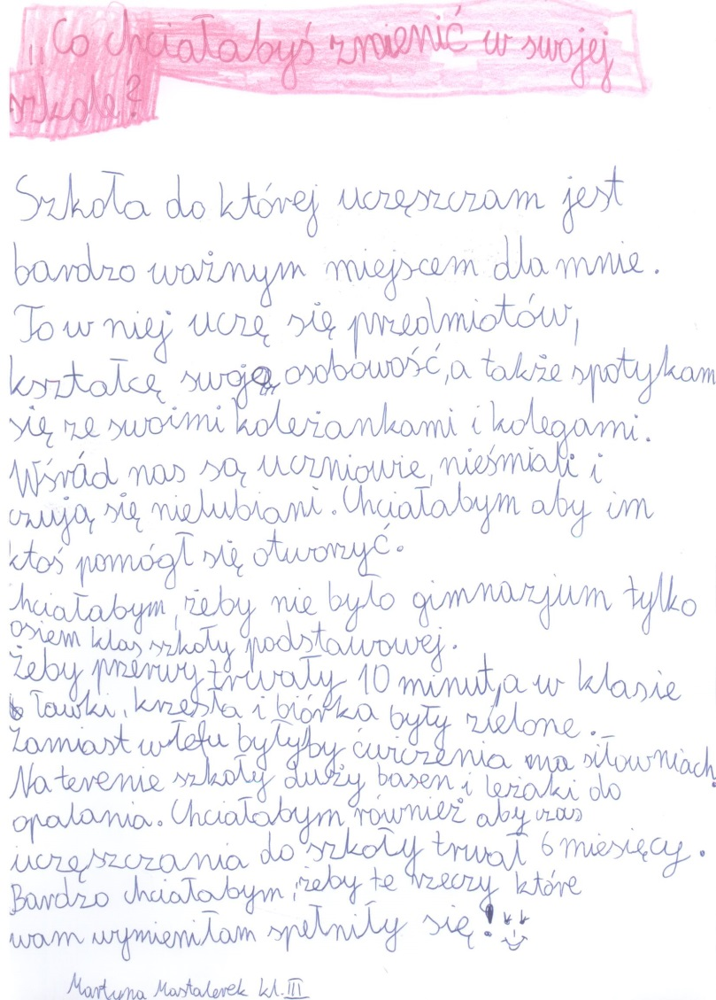 „Co chciałabyś zmienić w swojej
szkole?
Szkoła do której uczęszczam jest
bardzo ważnym miejscem dla mnie.
To w niej uczę się przedmiotów,
kształcę swoją osobowość, a także spotykam
się ze swoimi koleżankami i kolegami.
Wśród nas są uczniowie, nieśmiali i
czują się nielubiani. Chciałabym aby im
ktoś pomógł się otworzyć.
hciałabym, żeby nie było gimnazjum tylko
osiem klas szkoły podstawowej.
Żeby przerwy trwały 10 minut, a w klasie
ławki, krzesła i biórka były zielone.
Zamiast w-lefu byłyby ćwiczenia na siłowniach.
Na terenie szkoły duży basen i leżaki do
opalania. Chciałabym również aby czas
uczęszczania do szkoły trwał 6 miesięcy.
Bardzo chciałabym, żeby te rzeczy które
wam wymieniłam spełniły się!
Martyna Mastalerek kl. III